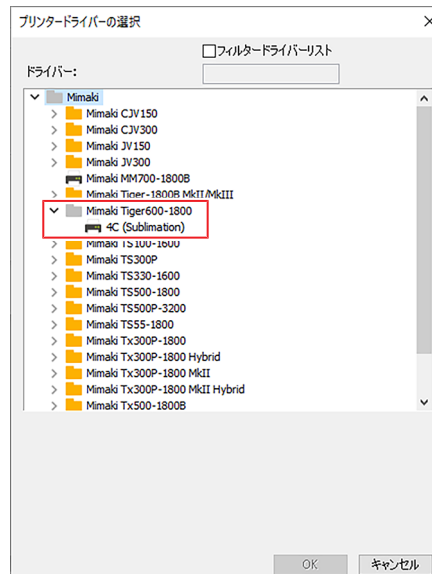 プリンタードライバーの選択
フィルタードライバーリスト
ドライバー:
Mimaki
Mimaki CJV150
Mimaki CJV300
Mimaki JV150
Mimaki JV300
Mimaki MM700-1800B
Mimaki Tiger-1800B MkII/MkIII
Mimaki Tiger600-1800
4C (Sublimation)
Mimaki TS100-1600
Mimaki TS300P
Mimaki TS330-1600
Mimaki TS500-1800
Mimaki TS500P-3200
Mimaki TS55-1800
Mimaki Tx300P-1800
Mimaki Tx300P-1800 Hybrid
Mimaki Tx300P-1800 MkII
Mimaki Tx300P-1800 MkII Hybrid
Mimaki Tx500-1800B
OK
キャンセル